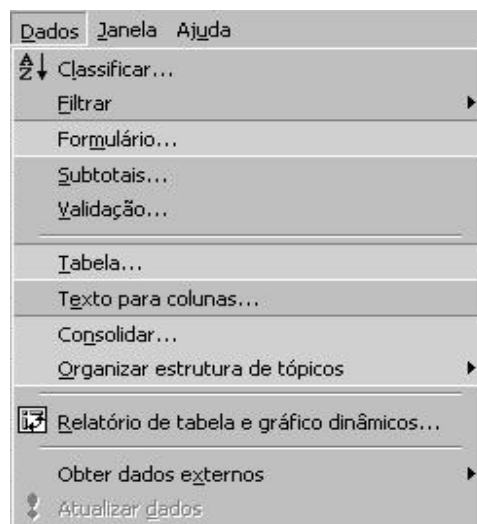 Dados Janela Ajuda
Classificar...
Filtrar
Formulário...
Subtotais...
Validação...
Tabela...
Texto para colunas...
Consolidar...
Organizar estrutura de tópicos
Relatório de tabela e gráfico dinâmicos...
Obter dados externos
Atualizar dados